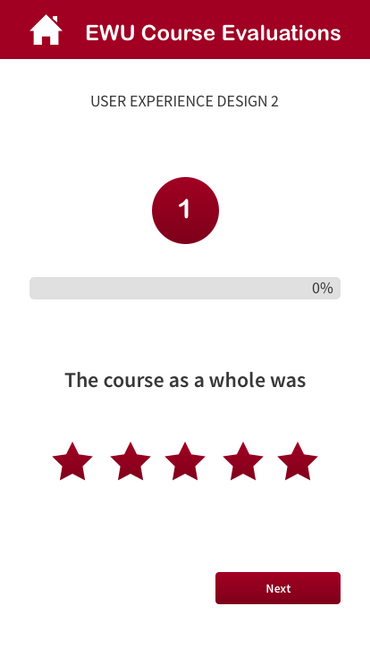 EWU Course Evaluations
USER EXPERIENCE DESIGN 2
1
0%
The course as a whole was
Next